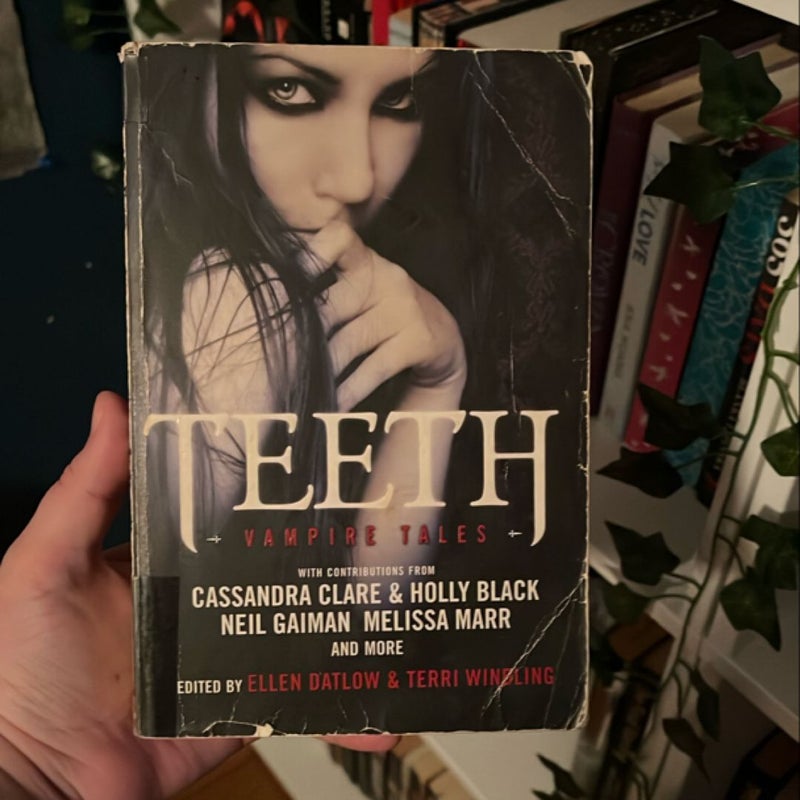 TEETH
VAMPIRE TALES
WITH CONTRIBUTIONS FROM
CASSANDRA CLARE & HOLLY BLACK
NEIL GAIMAN MELISSA MARR
AND MORE
EDITED BY ELLEN DATLOW & TERRI WINDLING
LOVE